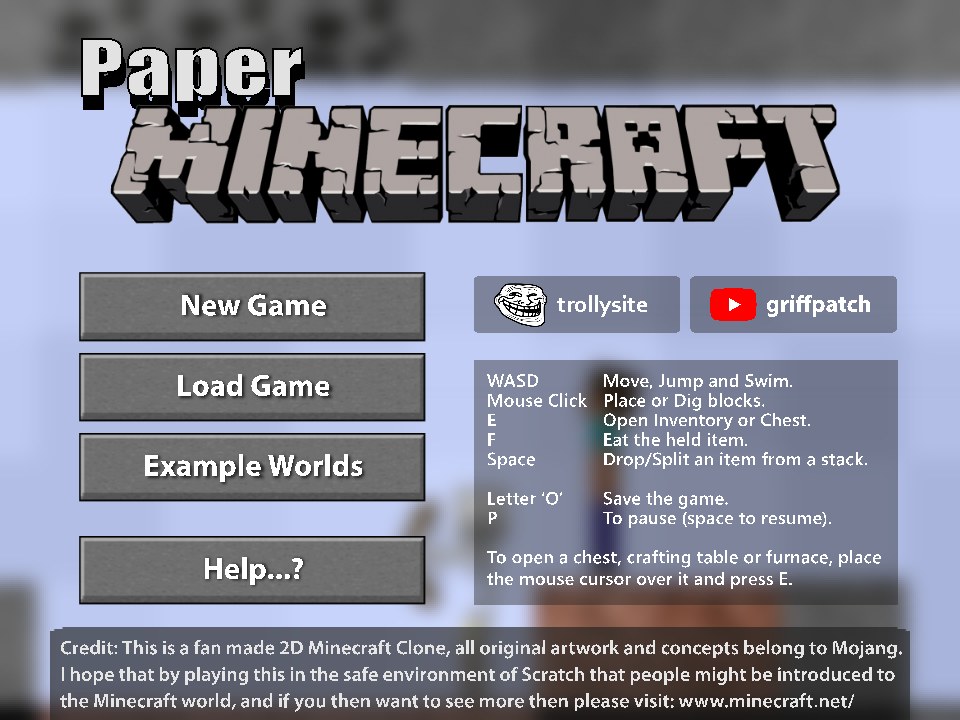 Paper
MINECRAFT
New Game
Load Game
Example Worlds
Help...?
trollysite
griffpatch
WASD Move, Jump and Swim.
Mouse Click Place or Dig blocks.
E Open Inventory or Chest.
F Eat the held item.
Space Drop/Split an item from a stack.
Letter ‘O’ Save the game.
P To pause (space to resume).
To open a chest, crafting table or furnace, place
the mouse cursor over it and press E.
Credit: This is a fan made 2D Minecraft Clone, all original artwork and concepts belong to Mojang.
I hope that by playing this in the safe environment of Scratch that people might be introduced to
the Minecraft world, and if you then want to see more then please visit: www.minecraft.net/